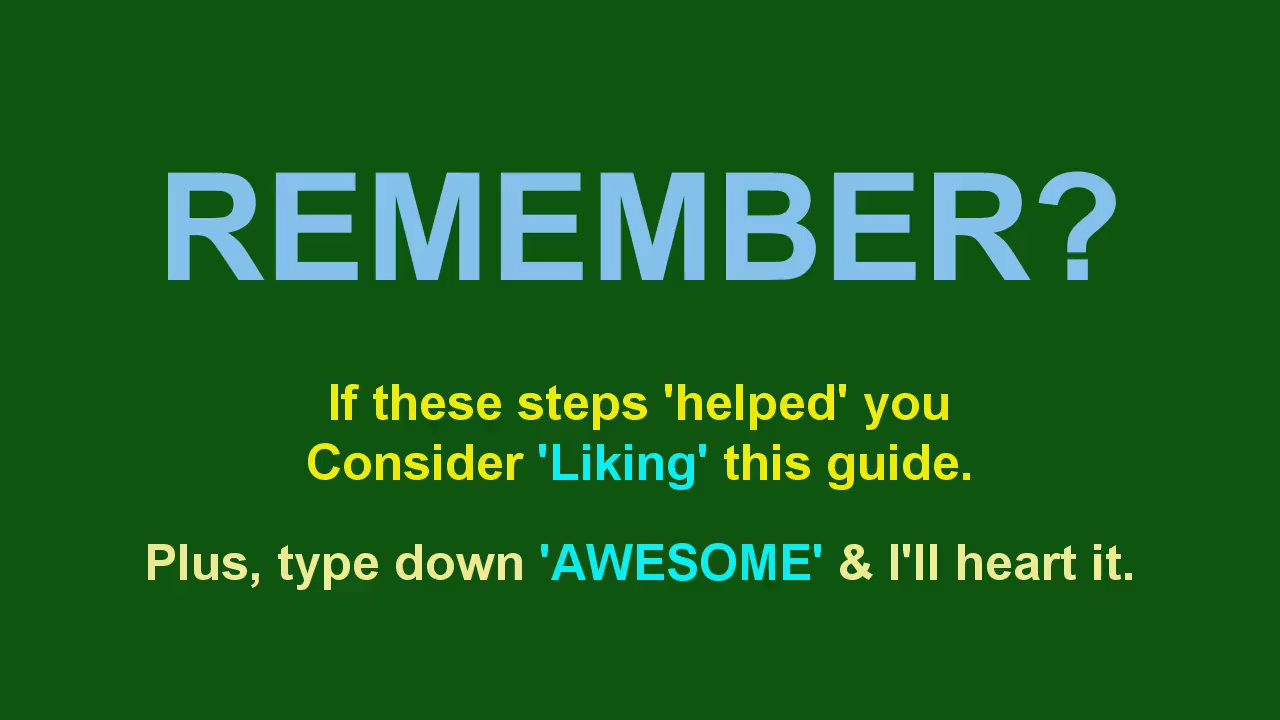 REMEMBER?
If these steps 'helped' you
Consider 'Liking' this guide.
Plus, type down 'AWESOME' & I'll heart it.